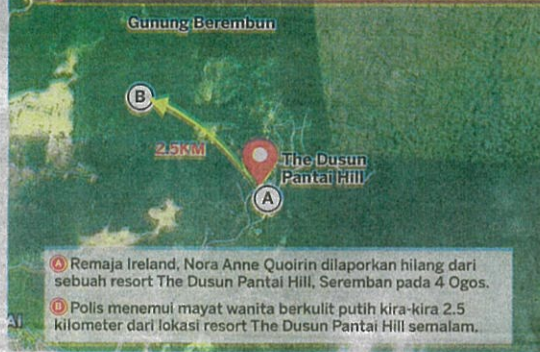 Gunung Berembun
B
2.5KM
The Dusun
Pantai Hill
A
A Remaja Ireland, Nora Anne Quoirin dilaporkan hilang dari
sebuah resort The Dusun Pantai Hill, Seremban pada 4 Ogos.
B Polis menemui mayat wanita berkulit putih kira-kira 2.5
kilometer dari lokasi resort The Dusun Pantai Hill semalam.
AI